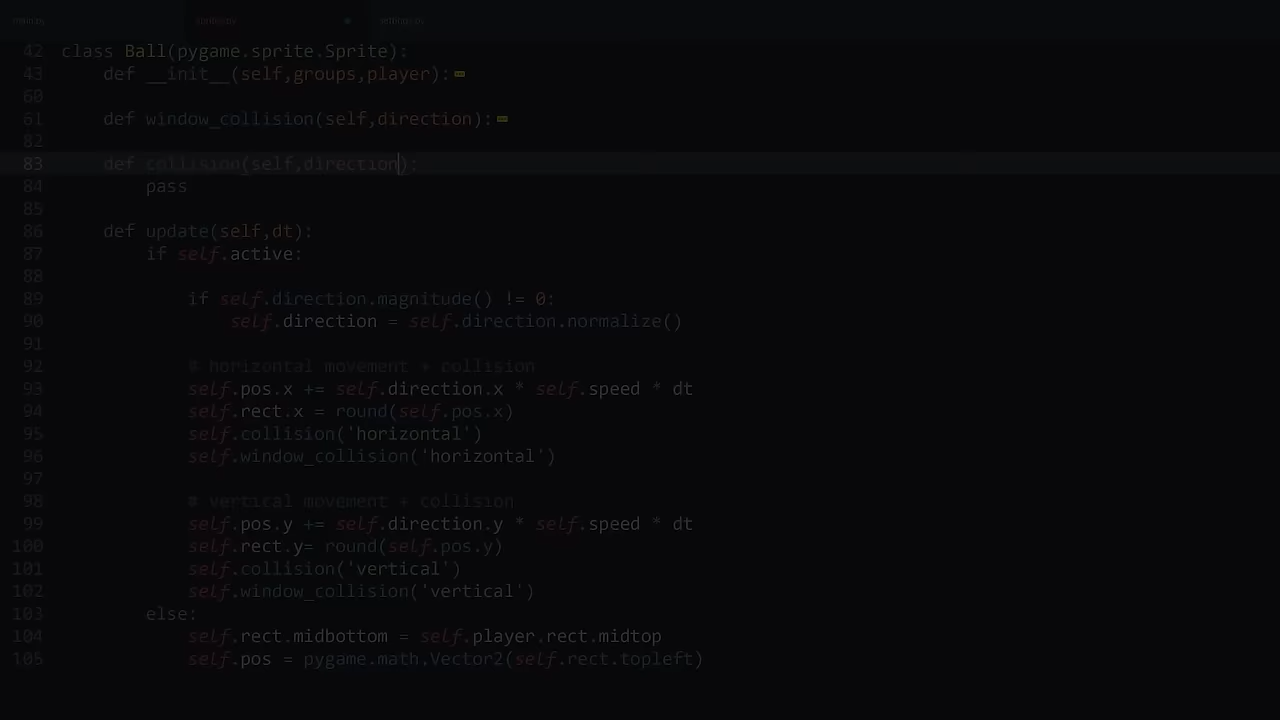 main.py sprites.py settings.py
42 class Ball(pygame.sprite.Sprite):
43 def __init__(self,groups,player):
60
61 def window_collision(self,direction):
82
83 def collision(self,direction):
84 pass
85
86 def update(self,dt):
87 if self.active:
88
89 if self.direction.magnitude() != 0:
90 self.direction = self.direction.normalize()
91
92 # horizontal movement + collision
93 self.pos.x += self.direction.x * self.speed * dt
94 self.rect.x = round(self.pos.x)
95 self.collision('horizontal')
96 self.window_collision('horizontal')
97
98 # vertical movement + collision
99 self.pos.y += self.direction.y * self.speed * dt
100 self.rect.y= round(self.pos.y)
101 self.collision('vertical')
102 self.window_collision('vertical')
103 else:
104 self.rect.midbottom = self.player.rect.midtop
105 self.pos = pygame.math.Vector2(self.rect.topleft)